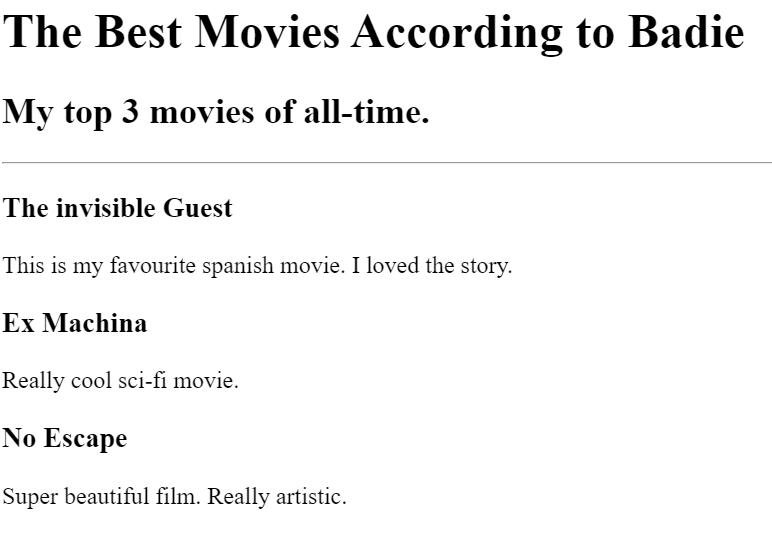 The Best Movies According to Badie
My top 3 movies of all-time.
The invisible Guest
This is my favourite spanish movie. I loved the story.
Ex Machina
Really cool sci-fi movie.
No Escape
Super beautiful film. Really artistic.